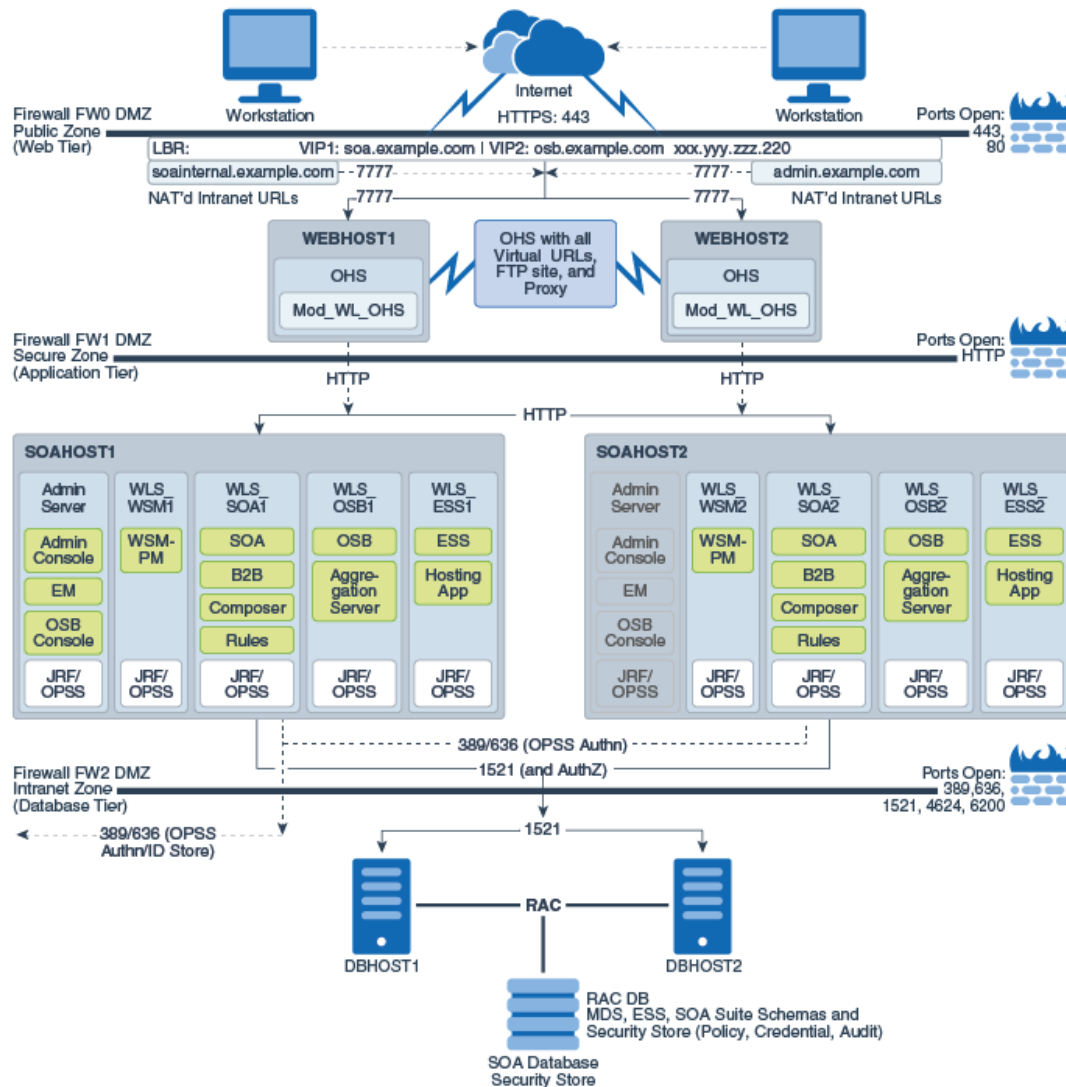 Internet
Workstation
Workstation
HTTPS: 443
Firewall FW0 DMZ
Public Zone
(Web Tier)
Ports Open:
443,
80
LBR: VIP1: soa.example.com | VIP2: osb.example.com xxx.yyy.zzz.220
soainternal.example.com
7777
7777
admin.example.com
NAT'd Intranet URLs
7777
7777
NAT'd Intranet URLs
WEBHOST1
OHS
Mod_WL_OHS
OHS with all
Virtual URLs,
FTP site, and
Proxy
WEBHOST2
OHS
Mod_WL_OHS
Firewall FW1 DMZ
Secure Zone
(Application Tier)
Ports Open:
HTTP
HTTP
HTTP
HTTP
SOAHOST1
Admin
Server
Admin
Console
EM
OSB
Console
JRF/
OPSS
WLS_
WSM1
WSM-
PM
JRF/
OPSS
WLS_
SOA1
SOA
B2B
Composer
Rules
JRF/
OPSS
WLS_
OSB1
OSB
Aggre-
gation
Server
JRF/
OPSS
WLS_
ESS1
ESS
Hosting
App
JRF/
OPSS
SOAHOST2
Admin
Server
Admin
Console
EM
OSB
Console
JRF/
OPSS
WLS_
WSM2
WSM-
PM
JRF/
OPSS
WLS_
SOA2
SOA
B2B
Composer
Rules
JRF/
OPSS
WLS_
OSB2
OSB
Aggre-
gation
Server
JRF/
OPSS
WLS_
ESS2
ESS
Hosting
App
JRF/
OPSS
389/636 (OPSS Authn)
1521 (and AuthZ)
Firewall FW2 DMZ
Intranet Zone
(Database Tier)
Ports Open:
389,636,
1521, 4624, 6200
389/636 (OPSS
Authn/ID Store)
1521
RAC
DBHOST1
DBHOST2
RAC DB
MDS, ESS, SOA Suite Schemas and
Security Store (Policy, Credential, Audit)
SOA Database
Security Store